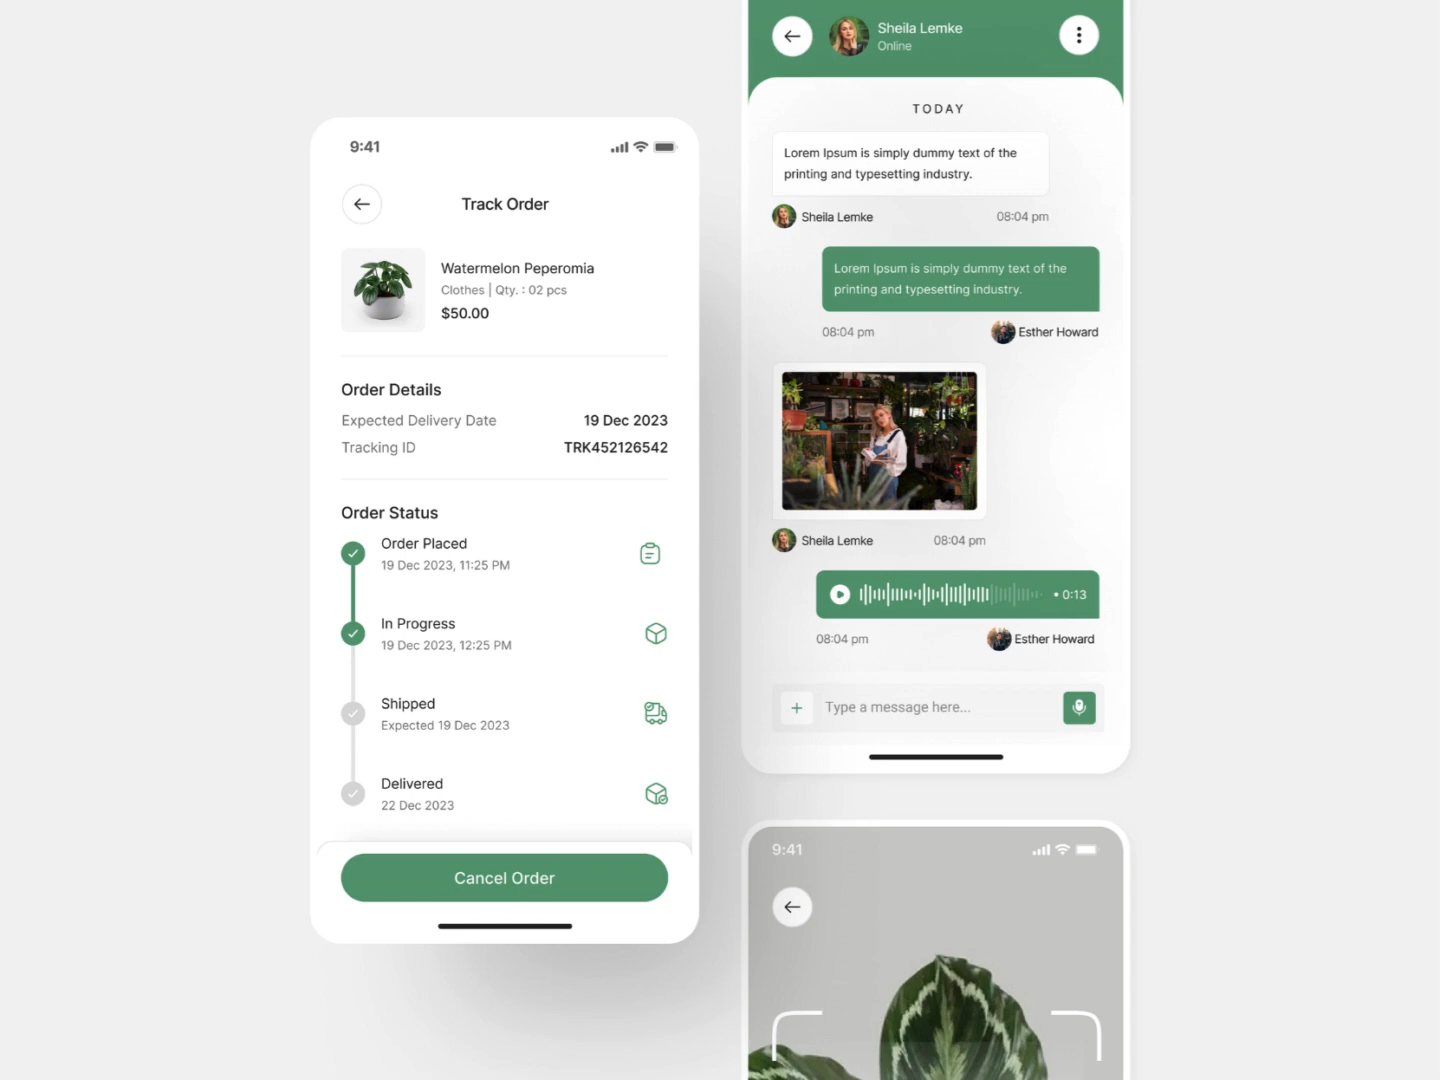 9:41
Track Order
Watermelon Peperomia
Clothes | Qty. : 02 pcs
$50.00
Order Details
Expected Delivery Date 19 Dec 2023
Tracking ID TRK452126542
Order Status
Order Placed
19 Dec 2023, 11:25 PM
In Progress
19 Dec 2023, 12:25 PM
Shipped
Expected 19 Dec 2023
Delivered
22 Dec 2023
Cancel Order
Sheila Lemke
Online
TODAY
Lorem Ipsum is simply dummy text of the
printing and typesetting industry.
Sheila Lemke 08:04 pm
Lorem Ipsum is simply dummy text of the
printing and typesetting industry.
08:04 pm Esther Howard
Sheila Lemke 08:04 pm
• 0:13
08:04 pm Esther Howard
Type a message here...
9:41